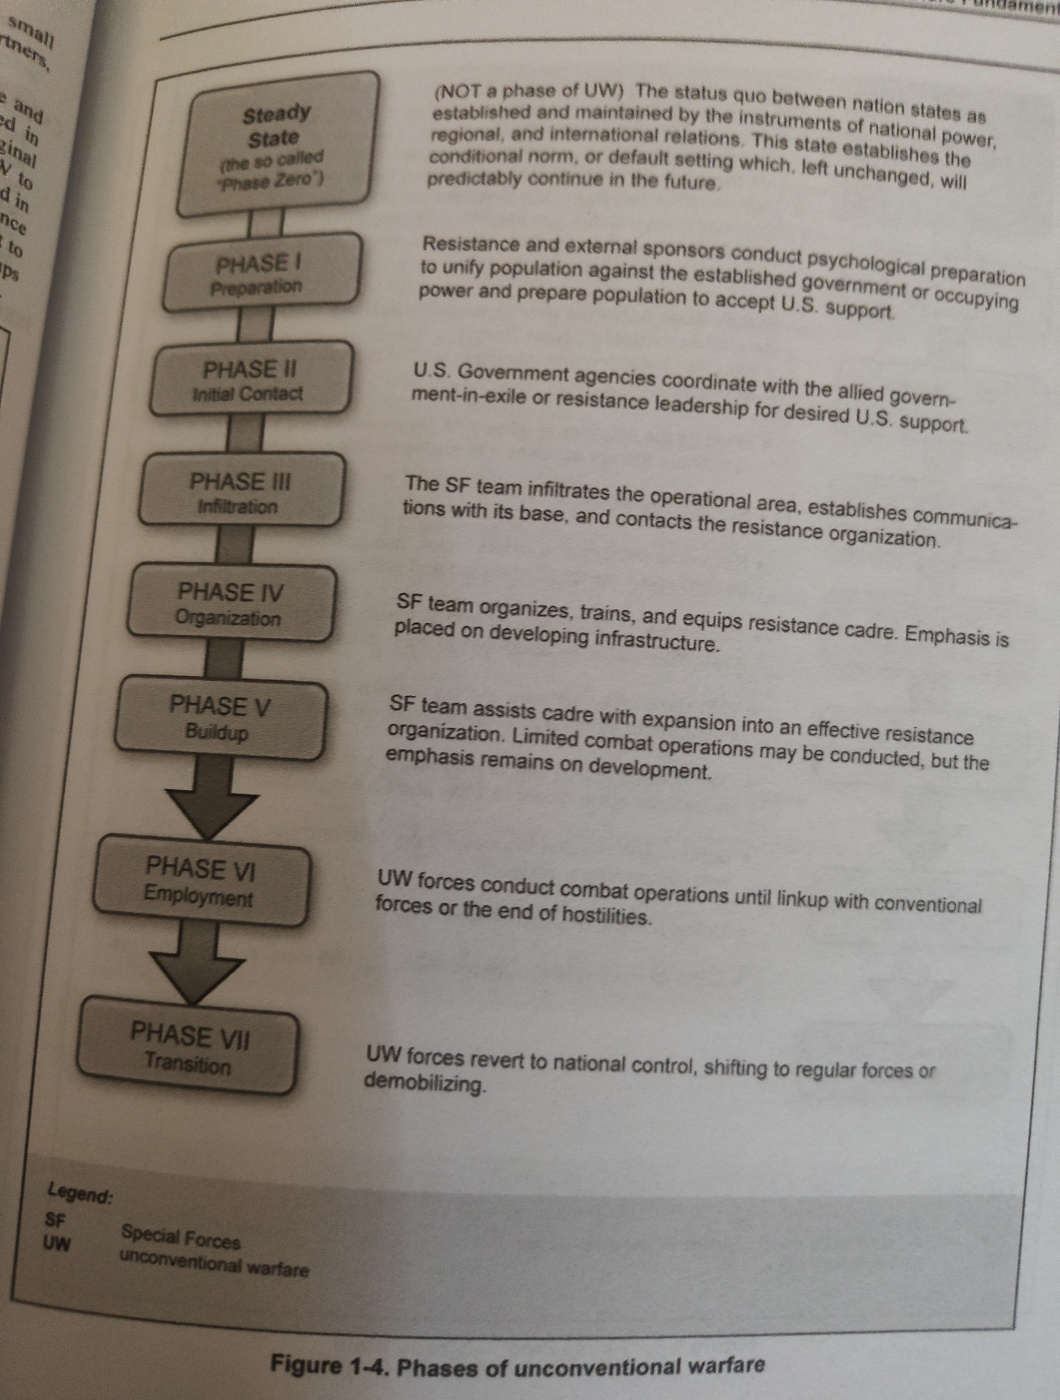 small
rtners,
e and
ed in
ginal
V to
d in
nce
t to
ups
Steady
State
(the so called
"Phase Zero")
(NOT a phase of UW) The status quo between nation states as
established and maintained by the instruments of national power,
regional, and international relations. This state establishes the
conditional norm, or default setting which, left unchanged, will
predictably continue in the future.
PHASE I
Preparation
Resistance and external sponsors conduct psychological preparation
to unify population against the established government or occupying
power and prepare population to accept U.S. support.
PHASE II
Initial Contact
U.S. Government agencies coordinate with the allied govern-
ment-in-exile or resistance leadership for desired U.S. support.
PHASE III
Infiltration
The SF team infiltrates the operational area, establishes communica-
tions with its base, and contacts the resistance organization.
PHASE IV
Organization
SF team organizes, trains, and equips resistance cadre. Emphasis is
placed on developing infrastructure.
PHASE V
Buildup
SF team assists cadre with expansion into an effective resistance
organization. Limited combat operations may be conducted, but the
emphasis remains on development.
PHASE VI
Employment
UW forces conduct combat operations until linkup with conventional
forces or the end of hostilities.
PHASE VII
Transition
UW forces revert to national control, shifting to regular forces or
demobilizing.
Legend:
SF Special Forces
UW unconventional warfare
Figure 1-4. Phases of unconventional warfare